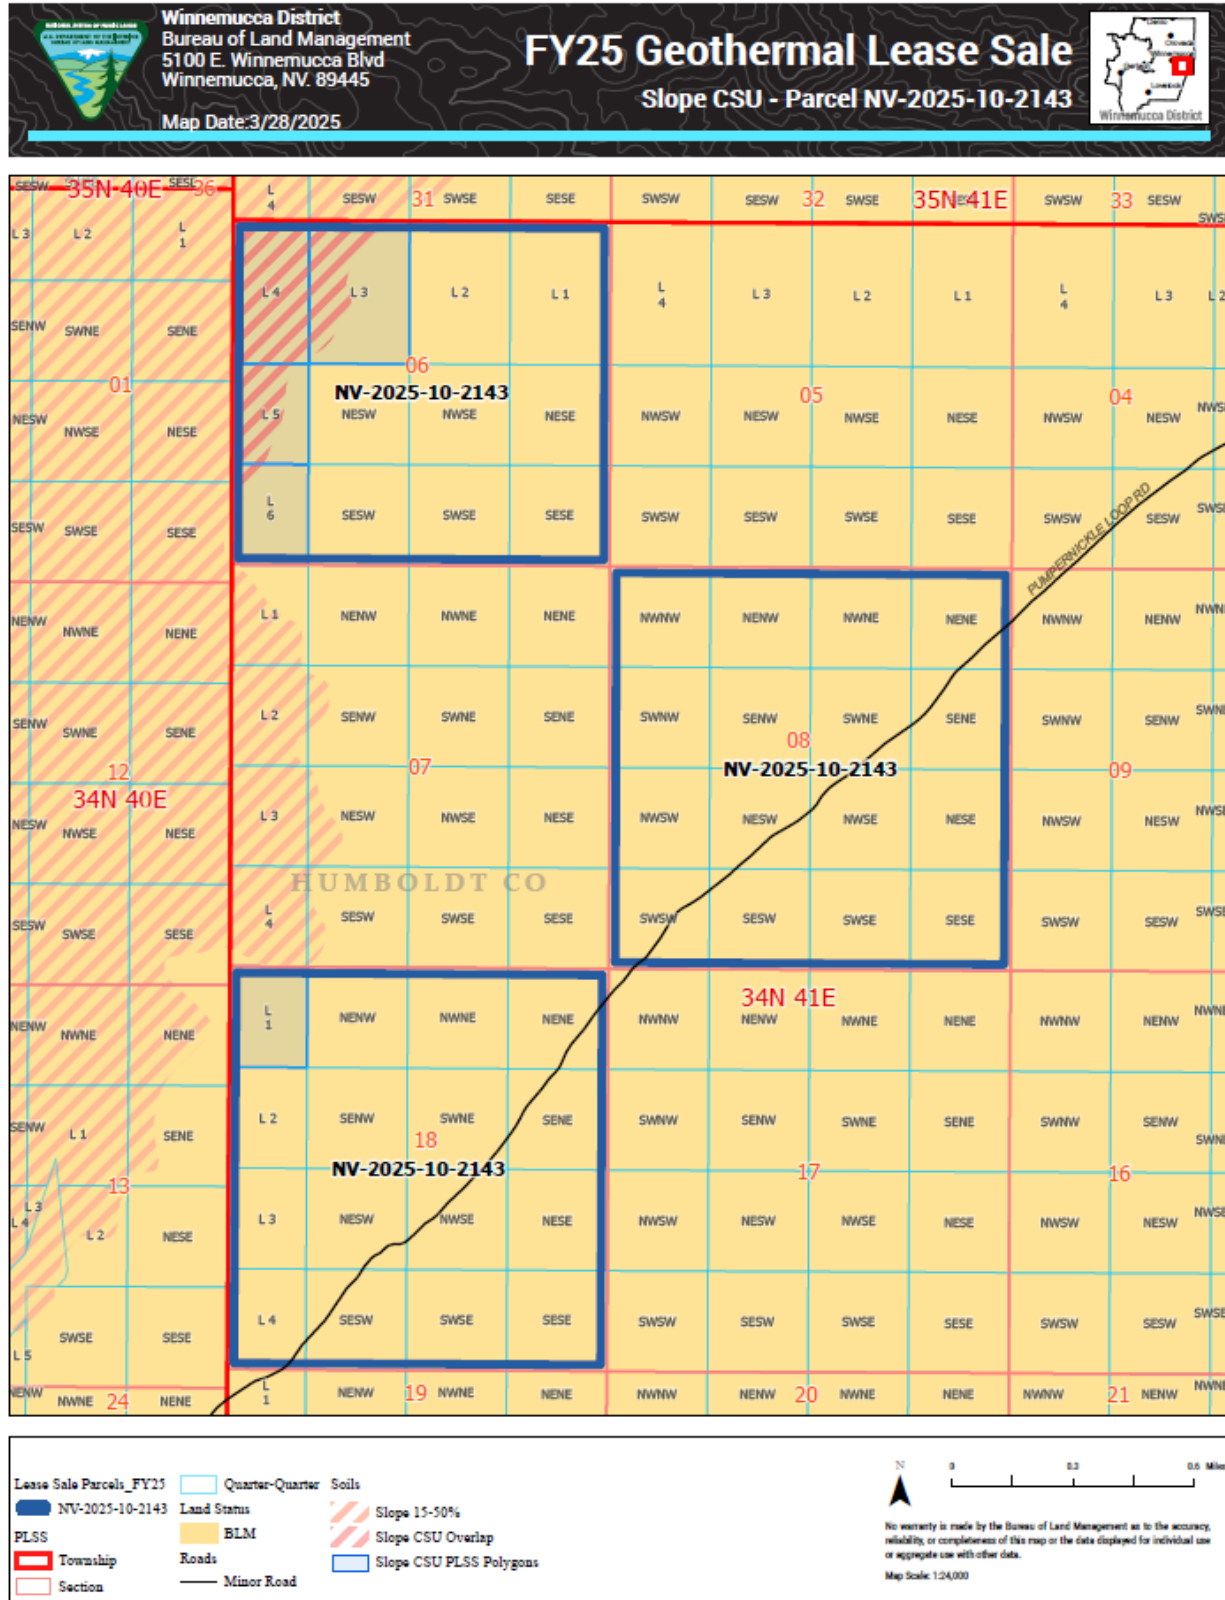 Winnemucca District
Bureau of Land Management
5100 E. Winnemucca Blvd
Winnemucca, NV. 89445
Map Date:3/28/2025
FY25 Geothermal Lease Sale
Slope CSU - Parcel NV-2025-10-2143
Winnemucca District
SESW 35N 40E SESE 36 L 4 SESW 31 SWSE SESE SWSW SESW 32 SWSE 35N 41E SWSW 33 SESW
L 3 L 2 L 1
L 4 L 3 L 2 L 1 L 4 L 3 L 2 L 1 L 4 L 3 L 2
SENW SWNE SENE
01 06 05 04
NV-2025-10-2143
NESW NWSE NESE L 5 NESW NWSE NESE NWSW NESW NWSE NESE NWSW NESW
SESW SWSE SESE L 6 SESW SWSE SESE SWSW SESW SWSE SESE SWSW SESW
PUMPERNICKLE LOOP RD
NENW NWNE NENE L 1 NENW NWNE NENE NWNW NENW NWNE NENE NWNW NENW
SENW SWNE SENE L 2 SENW SWNE SENE SWNW SENW SWNE SENE SWNW SENW
12 07 08 09
NV-2025-10-2143
34N 40E
NESW NWSE NESE L 3 NESW NWSE NESE NWSW NESW NWSE NESE NWSW NESW
HUMBOLDT CO
SESW SWSE SESE L 4 SESW SWSE SESE SWSW SESW SWSE SESE SWSW SESW
34N 41E
NENW NWNE NENE L 1 NENW NWNE NENE NWNW NENW NWNE NENE NWNW NENW
SENW L 1 SENE L 2 SENW SWNE SENE SWNW SENW SWNE SENE SWNW SENW
13 18 17 16
NV-2025-10-2143
L 3
L 4 L 2 NESE L 3 NESW NWSE NESE NWSW NESW NWSE NESE NWSW NESW
L 5 SWSE SESE L 4 SESW SWSE SESE SWSW SESW SWSE SESE SWSW SESW
NENW NWNE 24 NENE L 1 NENW 19 NWNE NENE NWNW NENW 20 NWNE NENE NWNW 21 NENW
Lease Sale Parcels_FY25
NV-2025-10-2143
PLSS
Township
Section
Quarter-Quarter
Land Status
BLM
Roads
Minor Road
Soils
Slope 15-50%
Slope CSU Overlap
Slope CSU PLSS Polygons
N
0 0.3 0.6 Miles
No warranty is made by the Bureau of Land Management as to the accuracy,
reliability, or completeness of this map or the data displayed for individual use
or aggregate use with other data.
Map Scale: 1:24,000